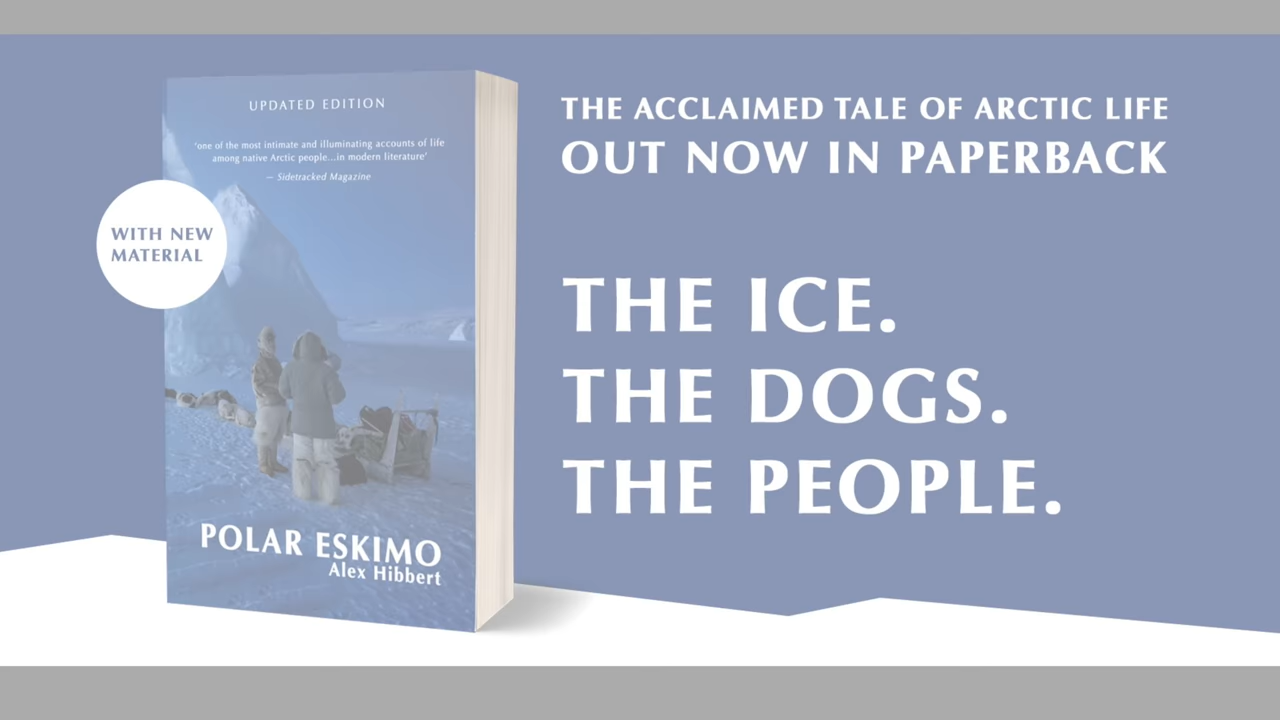 UPDATED EDITION
'one of the most intimate and illuminating accounts of life
among native Arctic people...in modern literature'
— Sidetracked Magazine
WITH NEW
MATERIAL
POLAR ESKIMO
Alex Hibbert
THE ACCLAIMED TALE OF ARCTIC LIFE
OUT NOW IN PAPERBACK
THE ICE.
THE DOGS.
THE PEOPLE.